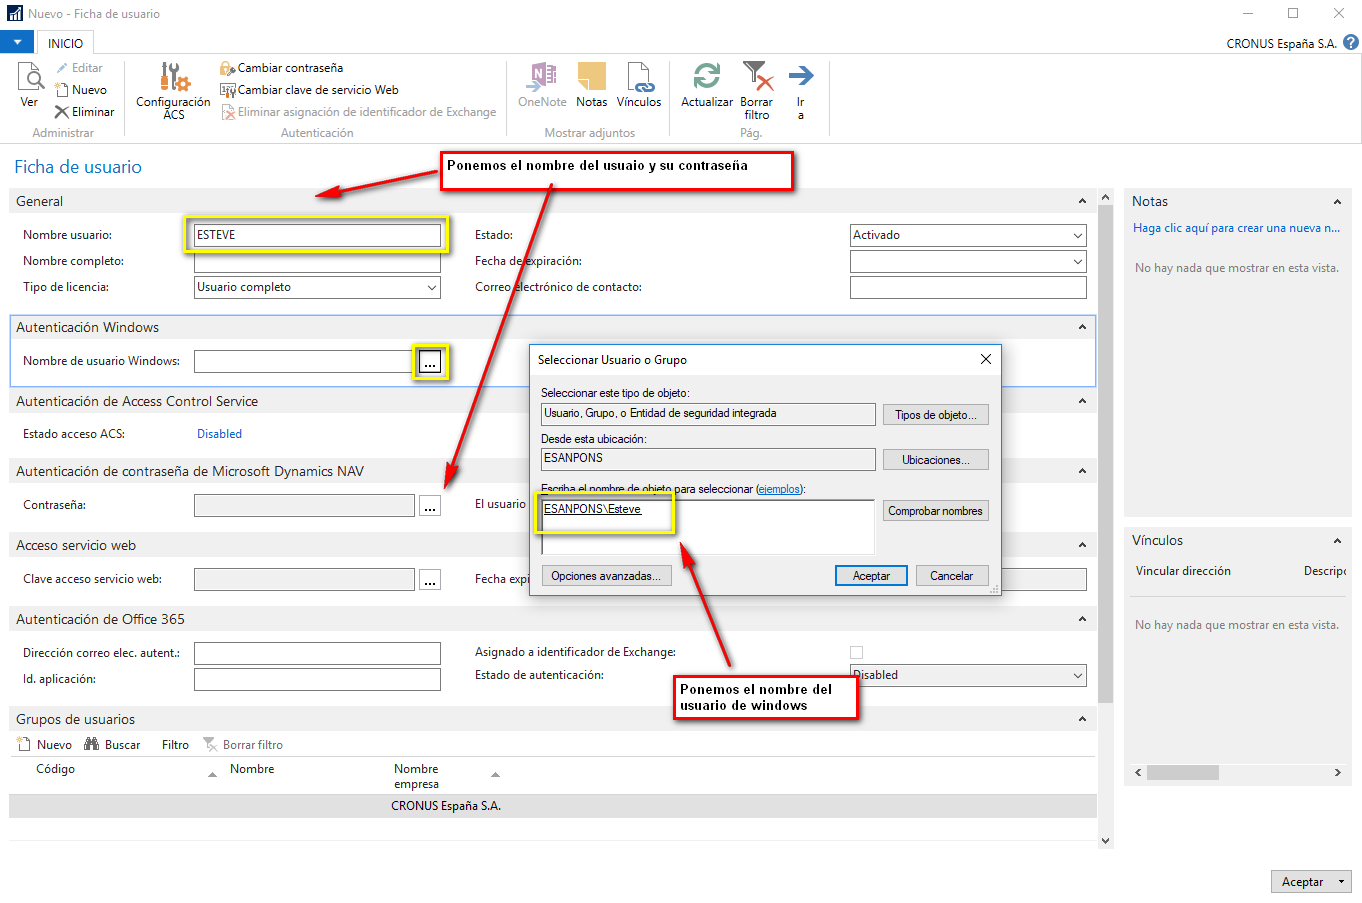 Nuevo - Ficha de usuario
INICIO
CRONUS España S.A.
Ver
Editar
Nuevo
Eliminar
Administrar
Configuración
ACS
Cambiar contraseña
Cambiar clave de servicio Web
Eliminar asignación de identificador de Exchange
Autenticación
OneNote
Notas
Vínculos
Mostrar adjuntos
Actualizar
Borrar
filtro
Ir
a
Pág.
Ficha de usuario
Ponemos el nombre del usuaio y su contraseña
General
Nombre usuario:
ESTEVE
Nombre completo:
Tipo de licencia:
Usuario completo
Estado:
Activado
Fecha de expiración:
Correo electrónico de contacto:
Autenticación Windows
Nombre de usuario Windows:
...
Autenticación de Access Control Service
Estado acceso ACS:
Disabled
Autenticación de contraseña de Microsoft Dynamics NAV
Contraseña:
...
El usuario
Acceso servicio web
Clave acceso servicio web:
...
Fecha expi
Autenticación de Office 365
Dirección correo elec. autent.:
Id. aplicación:
Asignado a identificador de Exchange:
Estado de autenticación:
Disabled
Grupos de usuarios
Nuevo
Buscar
Filtro
Borrar filtro
Código
Nombre
Nombre
empresa
CRONUS España S.A.
Seleccionar Usuario o Grupo
Seleccionar este tipo de objeto:
Usuario, Grupo, o Entidad de seguridad integrada
Tipos de objeto...
Desde esta ubicación:
ESANPONS
Ubicaciones...
Escriba el nombre de objeto para seleccionar (ejemplos):
ESANPONS\Esteve
Comprobar nombres
Opciones avanzadas...
Aceptar
Cancelar
Ponemos el nombre del
usuario de windows
Notas
Haga clic aquí para crear una nueva n...
No hay nada que mostrar en esta vista.
Vínculos
Vincular dirección
Descripc
No hay nada que mostrar en esta vista.
Aceptar